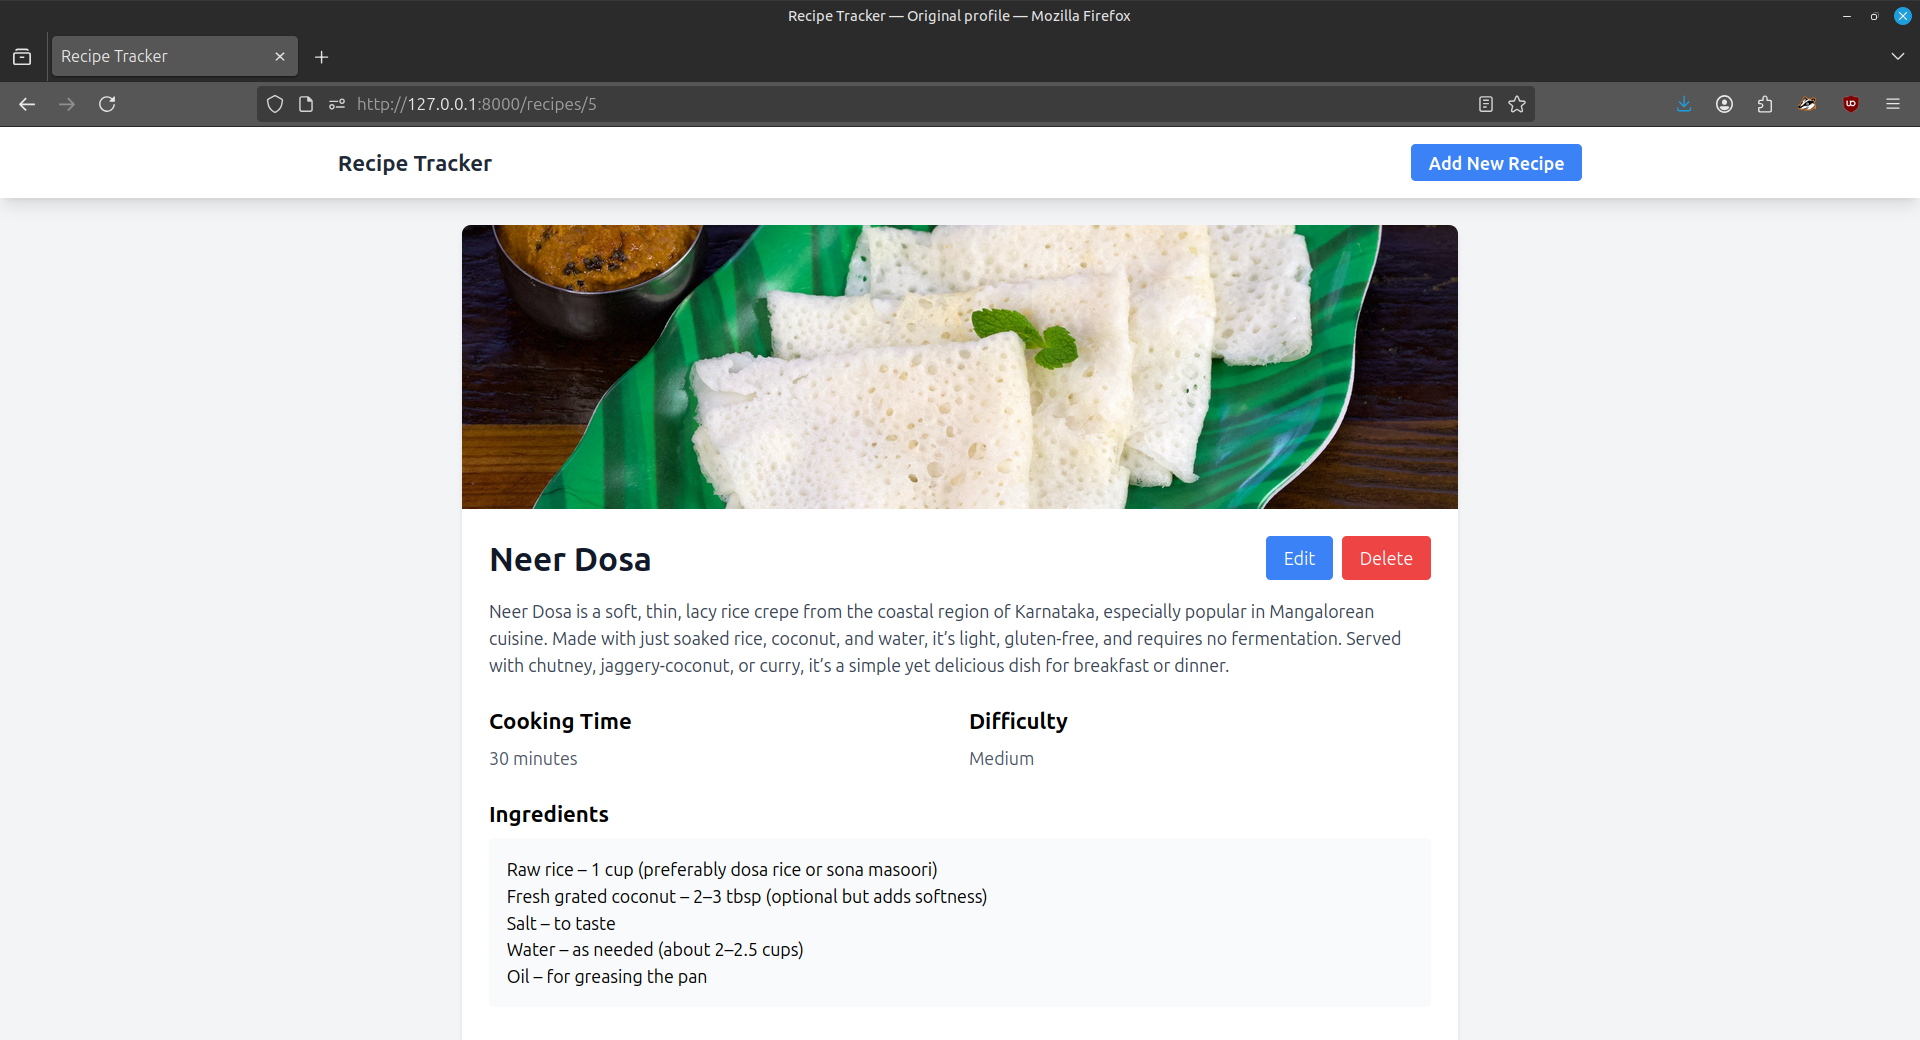 Recipe Tracker — Original profile — Mozilla Firefox
Recipe Tracker
http://127.0.0.1:8000/recipes/5
Recipe Tracker
Add New Recipe
Neer Dosa
Edit
Delete
Neer Dosa is a soft, thin, lacy rice crepe from the coastal region of Karnataka, especially popular in Mangalorean
cuisine. Made with just soaked rice, coconut, and water, it’s light, gluten-free, and requires no fermentation. Served
with chutney, jaggery-coconut, or curry, it’s a simple yet delicious dish for breakfast or dinner.
Cooking Time
Difficulty
30 minutes
Medium
Ingredients
Raw rice – 1 cup (preferably dosa rice or sona masoori)
Fresh grated coconut – 2–3 tbsp (optional but adds softness)
Salt – to taste
Water – as needed (about 2–2.5 cups)
Oil – for greasing the pan